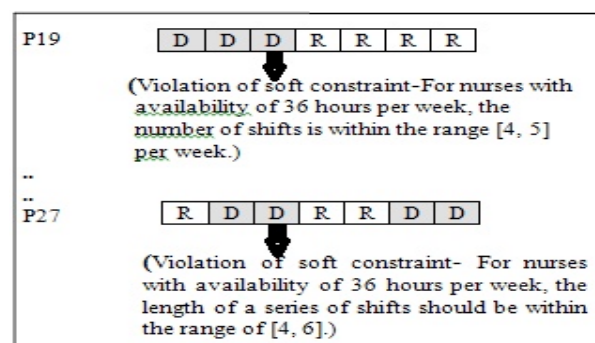 P19 D D D R R R R
(Violation of soft constraint-For nurses with
availability of 36 hours per week, the
number of shifts is within the range [4, 5]
per week.)
..
..
P27 R D D R R D D
(Violation of soft constraint- For nurses
with availability of 36 hours per week, the
length of a series of shifts should be within
the range of [4, 6].)